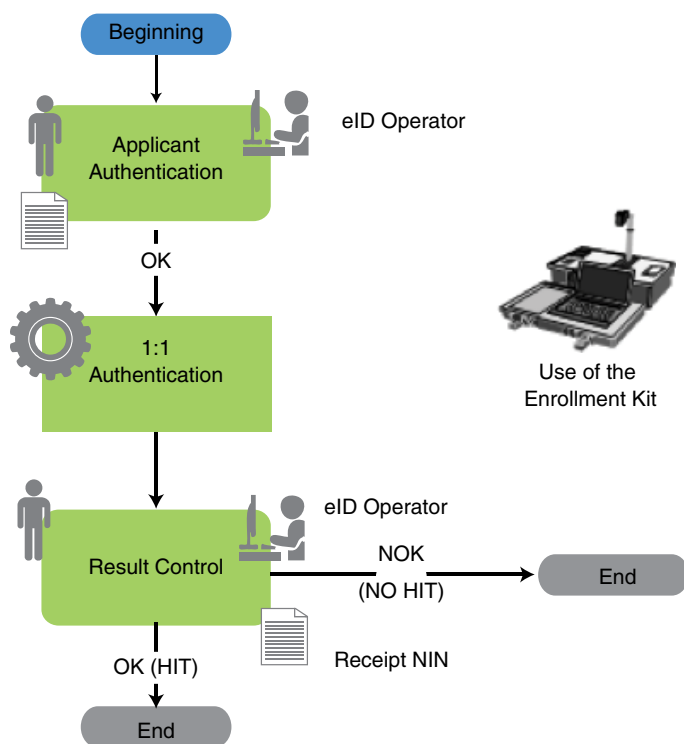 Beginning
eID Operator
Applicant
Authentication
OK
1:1
Authentication
Use of the
Enrollment Kit
eID Operator
Result Control
NOK
(NO HIT)
End
Receipt NIN
OK (HIT)
End